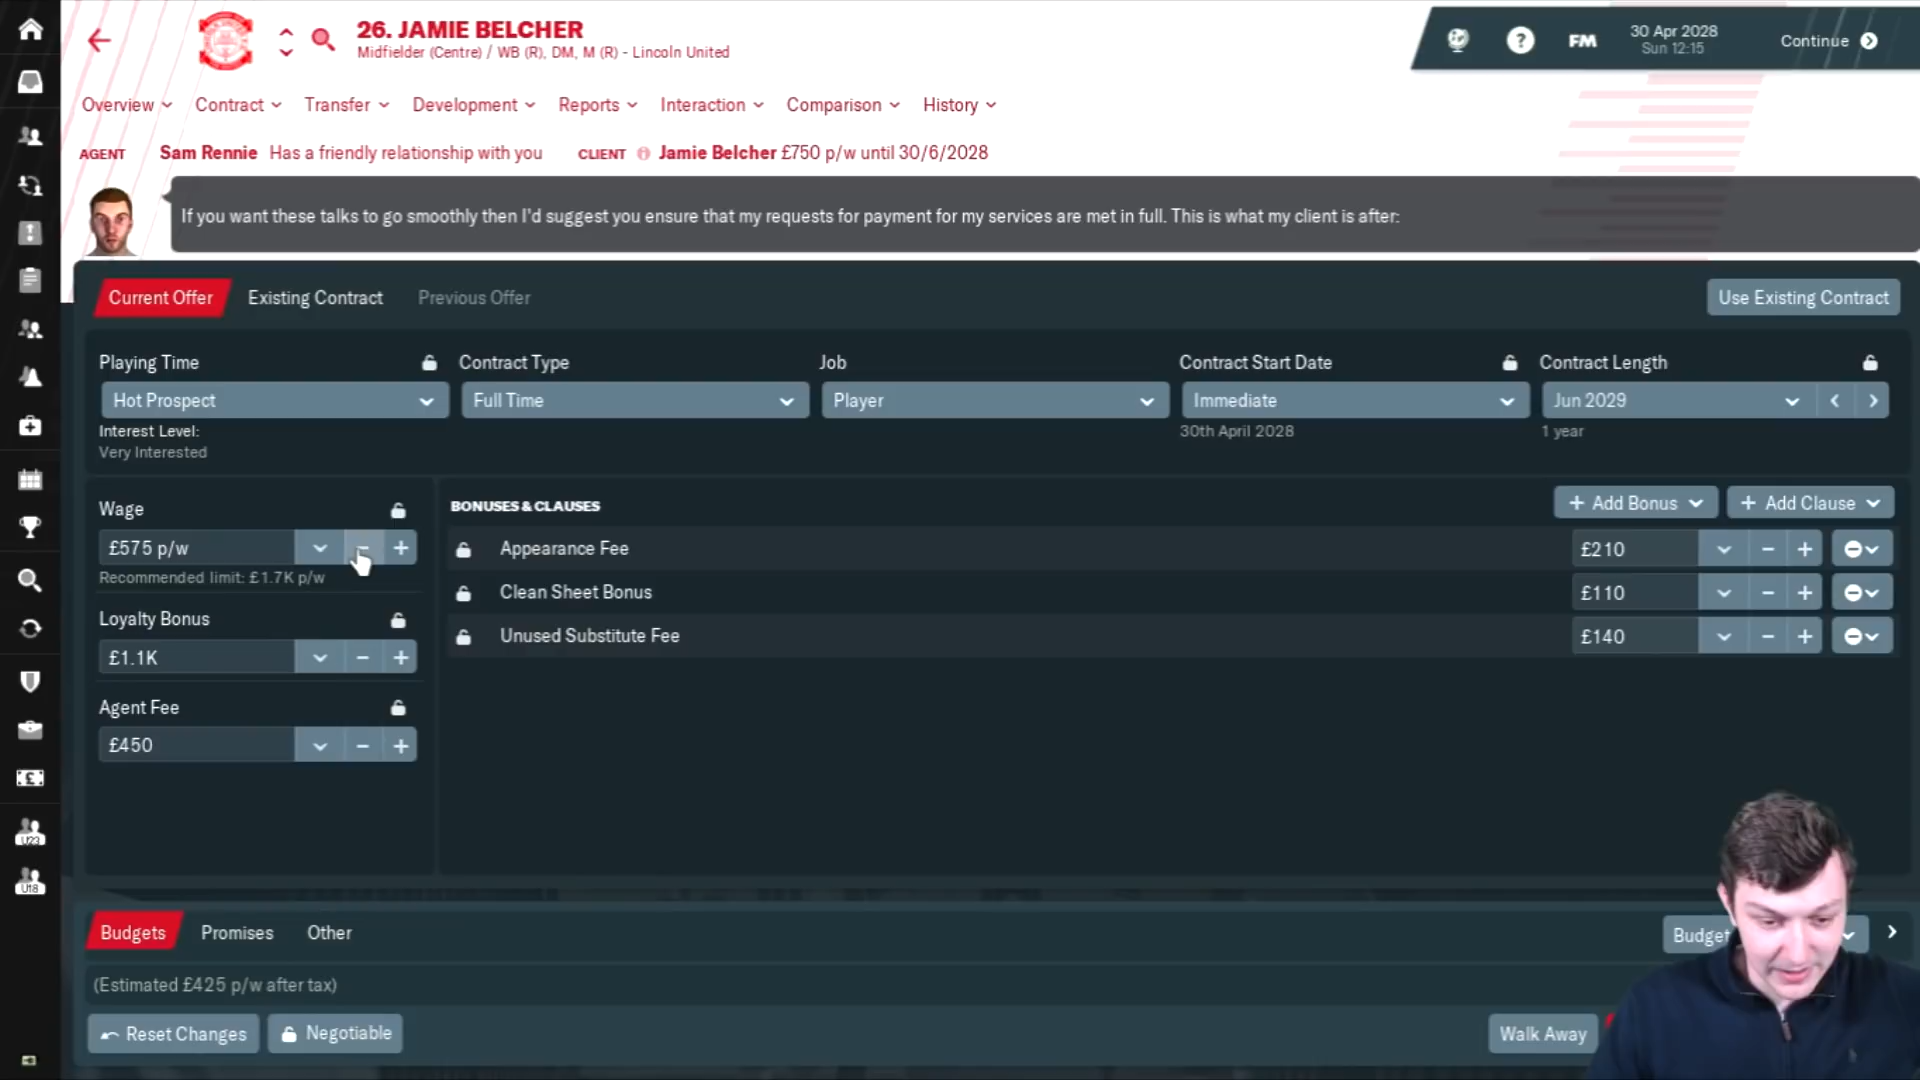 26. JAMIE BELCHER
Midfielder (Centre) / WB (R), DM, M (R) - Lincoln United
FM
30 Apr 2028
Sun 12:15
Continue
Overview
Contract
Transfer
Development
Reports
Interaction
Comparison
History
AGENT Sam Rennie Has a friendly relationship with you CLIENT Jamie Belcher £750 p/w until 30/6/2028
If you want these talks to go smoothly then I'd suggest you ensure that my requests for payment for my services are met in full. This is what my client is after:
Current Offer
Existing Contract
Previous Offer
Use Existing Contract
Playing Time
Contract Type
Job
Contract Start Date
Contract Length
Hot Prospect
Full Time
Player
Immediate
Jun 2029
Interest Level:
Very Interested
30th April 2028
1 year
Wage
£575 p/w
Recommended limit: £1.7K p/w
Loyalty Bonus
£1.1K
Agent Fee
£450
BONUSES & CLAUSES
+ Add Bonus
+ Add Clause
Appearance Fee £210
Clean Sheet Bonus £110
Unused Substitute Fee £140
U23
U18
Budgets
Promises
Other
Budget
(Estimated £425 p/w after tax)
Reset Changes
Negotiable
Walk Away